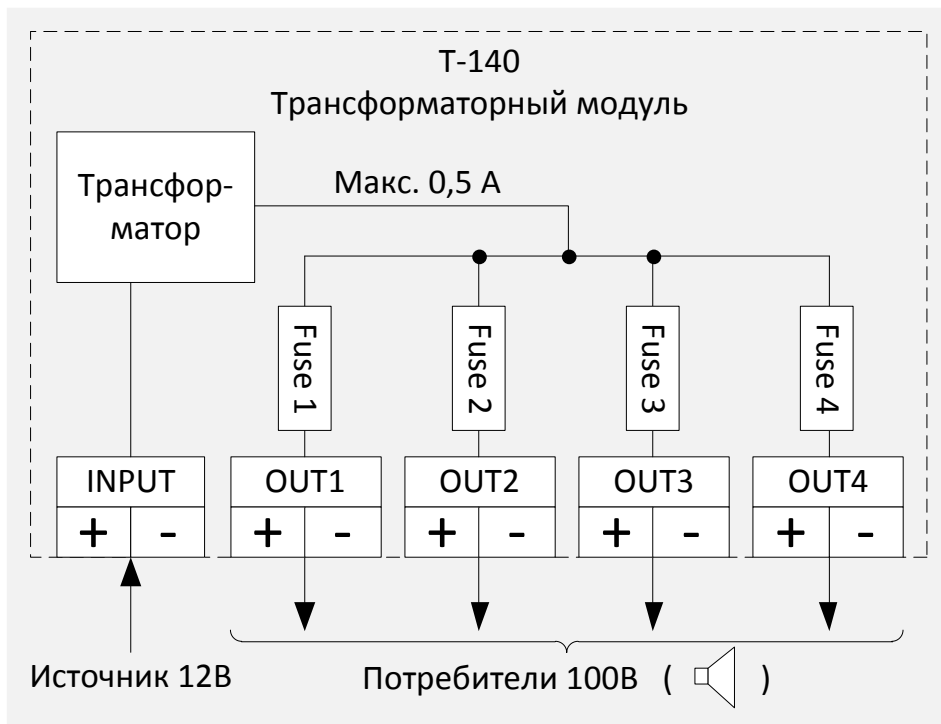 T-140
Трансформаторный модуль
Трансфор-
матор
Макс. 0,5 А
Fuse 1
Fuse 2
Fuse 3
Fuse 4
INPUT
OUT1
OUT2
OUT3
OUT4
+ - + - + - + - + -
Источник 12В
Потребители 100В ( )